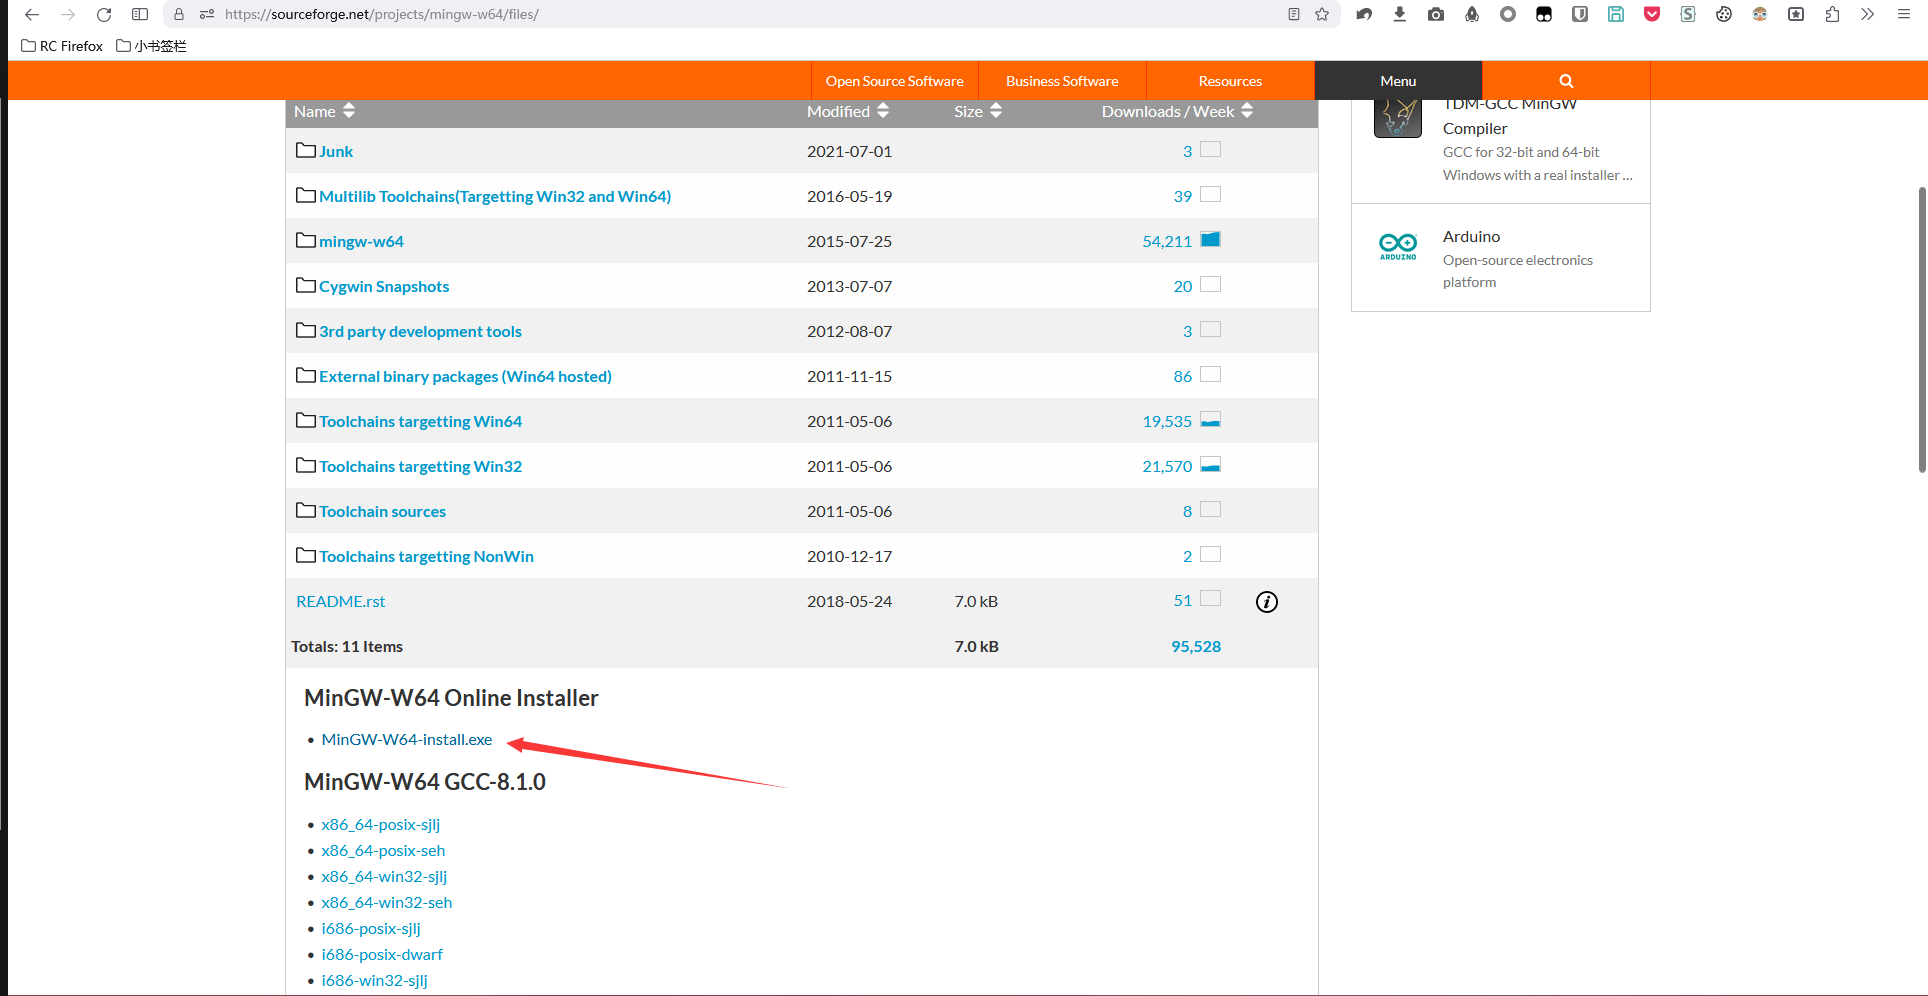 https://sourceforge.net/projects/mingw-w64/files/
RC Firefox 小书签栏
Open Source Software Business Software Resources Menu
Name Modified Size Downloads / Week
Junk 2021-07-01 3
Multilib Toolchains(Targetting Win32 and Win64) 2016-05-19 39
mingw-w64 2015-07-25 54,211
Cygwin Snapshots 2013-07-07 20
3rd party development tools 2012-08-07 3
External binary packages (Win64 hosted) 2011-11-15 86
Toolchains targetting Win64 2011-05-06 19,535
Toolchains targetting Win32 2011-05-06 21,570
Toolchain sources 2011-05-06 8
Toolchains targetting NonWin 2010-12-17 2
README.rst 2018-05-24 7.0 kB 51
Totals: 11 Items 7.0 kB 95,528
MinGW-W64 Online Installer
• MinGW-W64-install.exe
MinGW-W64 GCC-8.1.0
• x86_64-posix-sjlj
• x86_64-posix-seh
• x86_64-win32-sjlj
• x86_64-win32-seh
• i686-posix-sjlj
• i686-posix-dwarf
• i686-win32-sjlj
TDM-GCC MinGW
Compiler
GCC for 32-bit and 64-bit
Windows with a real installer ...
ARDUINO
Arduino
Open-source electronics
platform